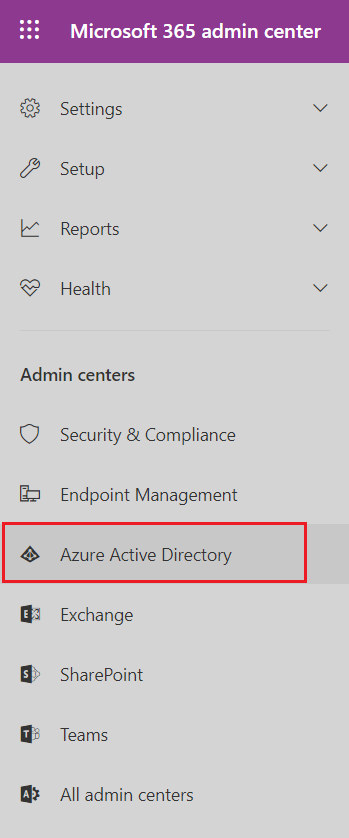 Microsoft 365 admin center
Settings
Setup
Reports
Health
Admin centers
Security & Compliance
Endpoint Management
Azure Active Directory
Exchange
SharePoint
Teams
All admin centers